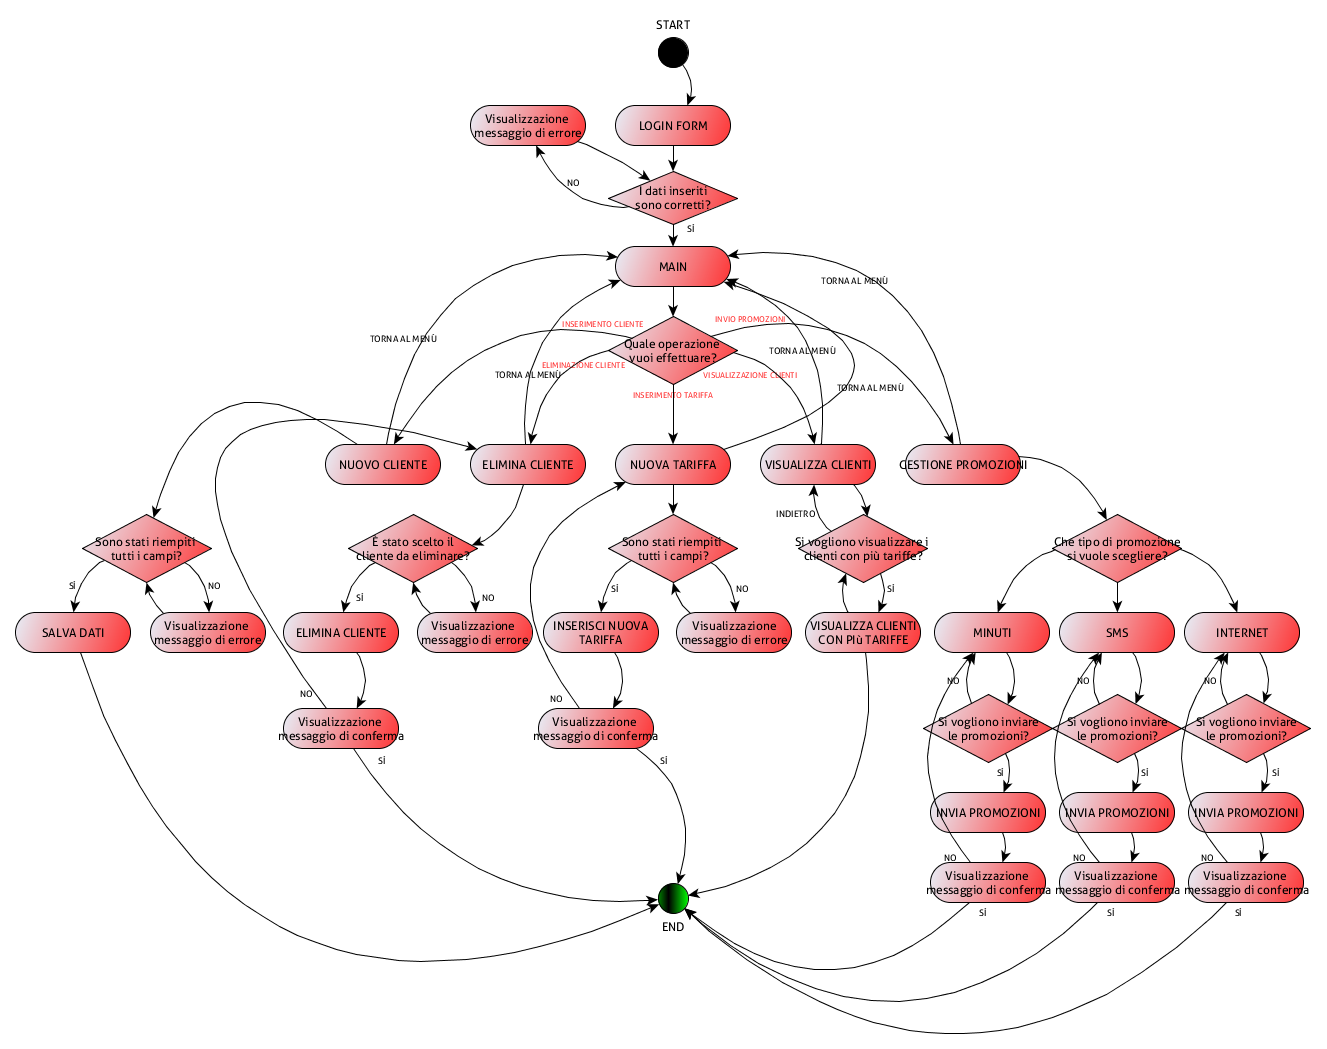 START
Visualizzazione
messaggio di errore
LOGIN FORM
NO
I dati inseriti
sono corretti?
SÌ
MAIN
TORNA AL MENÙ
INSERIMENTO CLIENTE
INVIO PROMOZIONI
TORNA AL MENÙ
Quale operazione
vuoi effettuare?
TORNA AL MENÙ
ELIMINAZIONE CLIENTE
TORNA AL MENÙ
VISUALIZZAZIONE CLIENTI
INSERIMENTO TARIFFA
TORNA AL MENÙ
NUOVO CLIENTE
ELIMINA CLIENTE
NUOVA TARIFFA
VISUALIZZA CLIENTI
GESTIONE PROMOZIONI
INDIETRO
Sono stati riempiti
tutti i campi?
È stato scelto il
cliente da eliminare?
Sono stati riempiti
tutti i campi?
Si vogliono visualizzare i
clienti con più tariffe?
Che tipo di promozione
si vuole scegliere?
SÌ
NO
SÌ
NO
SÌ
NO
SÌ
SALVA DATI
Visualizzazione
messaggio di errore
ELIMINA CLIENTE
Visualizzazione
messaggio di errore
INSERISCI NUOVA
TARIFFA
Visualizzazione
messaggio di errore
VISUALIZZA CLIENTI
CON PIù TARIFFE
MINUTI
SMS
INTERNET
NO
NO
NO
NO
Visualizzazione
messaggio di conferma
NO
Visualizzazione
messaggio di conferma
Si vogliono inviare
le promozioni?
Si vogliono inviare
le promozioni?
Si vogliono inviare
le promozioni?
SÌ
SÌ
SÌ
SÌ
SÌ
INVIA PROMOZIONI
INVIA PROMOZIONI
INVIA PROMOZIONI
NO
NO
NO
Visualizzazione
messaggio di conferma
Visualizzazione
messaggio di conferma
Visualizzazione
messaggio di conferma
SÌ
SÌ
SÌ
END